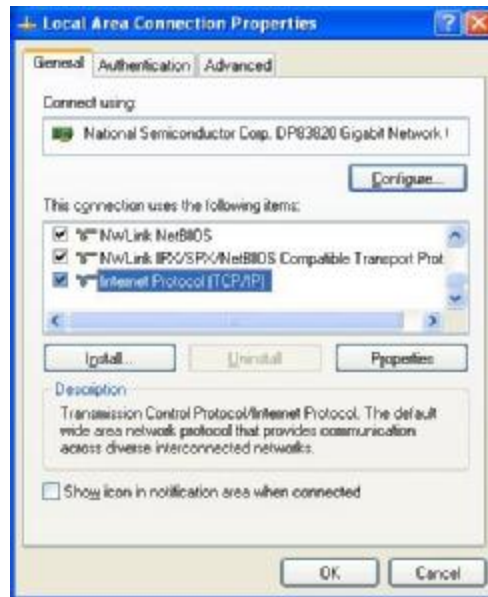 Local Area Connection Properties
General Authentication Advanced
Connect using:
National Semiconductor Corp. DP83820 Gigabit Network
Configure...
This connection uses the following items:
NWLink NetBIOS
NWLink IPX/SPX/NetBIOS Compatible Transport Prot
Internet Protocol (TCP/IP)
Install... Uninstall Properties
Description
Transmission Control Protocol/Internet Protocol. The default
wide area network protocol that provides communication
across diverse interconnected networks.
Show icon in notification area when connected
OK Cancel